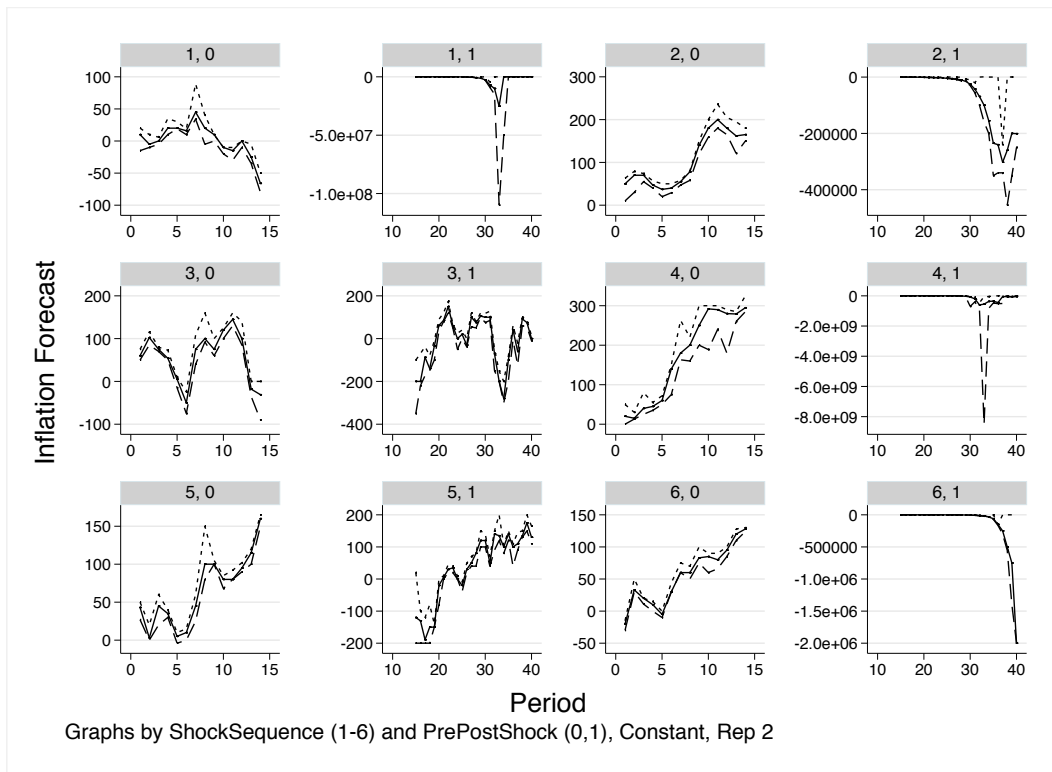 1, 0
1, 1
2, 0
2, 1
100
50
0
-50
-100
0
-5.0e+07
-1.0e+08
300
200
100
0
0
-200000
-400000
0 5 10 15
10 20 30 40
0 5 10 15
10 20 30 40
3, 0
3, 1
4, 0
4, 1
200
100
0
-100
200
0
-200
-400
300
200
100
0
0
-2.0e+09
-4.0e+09
-6.0e+09
-8.0e+09
0 5 10 15
10 20 30 40
0 5 10 15
10 20 30 40
5, 0
5, 1
6, 0
6, 1
150
100
50
0
200
100
0
-100
-200
150
100
50
0
-50
0
-500000
-1.0e+06
-1.5e+06
-2.0e+06
0 5 10 15
10 20 30 40
0 5 10 15
10 20 30 40
Inflation Forecast
Period
Graphs by ShockSequence (1-6) and PrePostShock (0,1), Constant, Rep 2